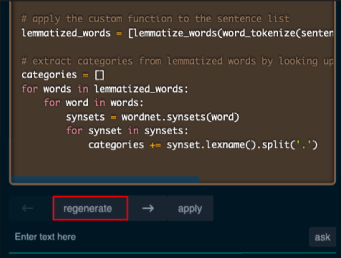 # apply the custom function to the sentence list
lemmatized_words = [lemmatize_words(word_tokenize(senten
# extract categories from lemmatized words by looking up
categories = []
for words in lemmatized_words:
    for word in words:
        synsets = wordnet.synsets(word)
        for synset in synsets:
            categories += synset.lexname().split('.')
← regenerate → apply
Enter text here ask